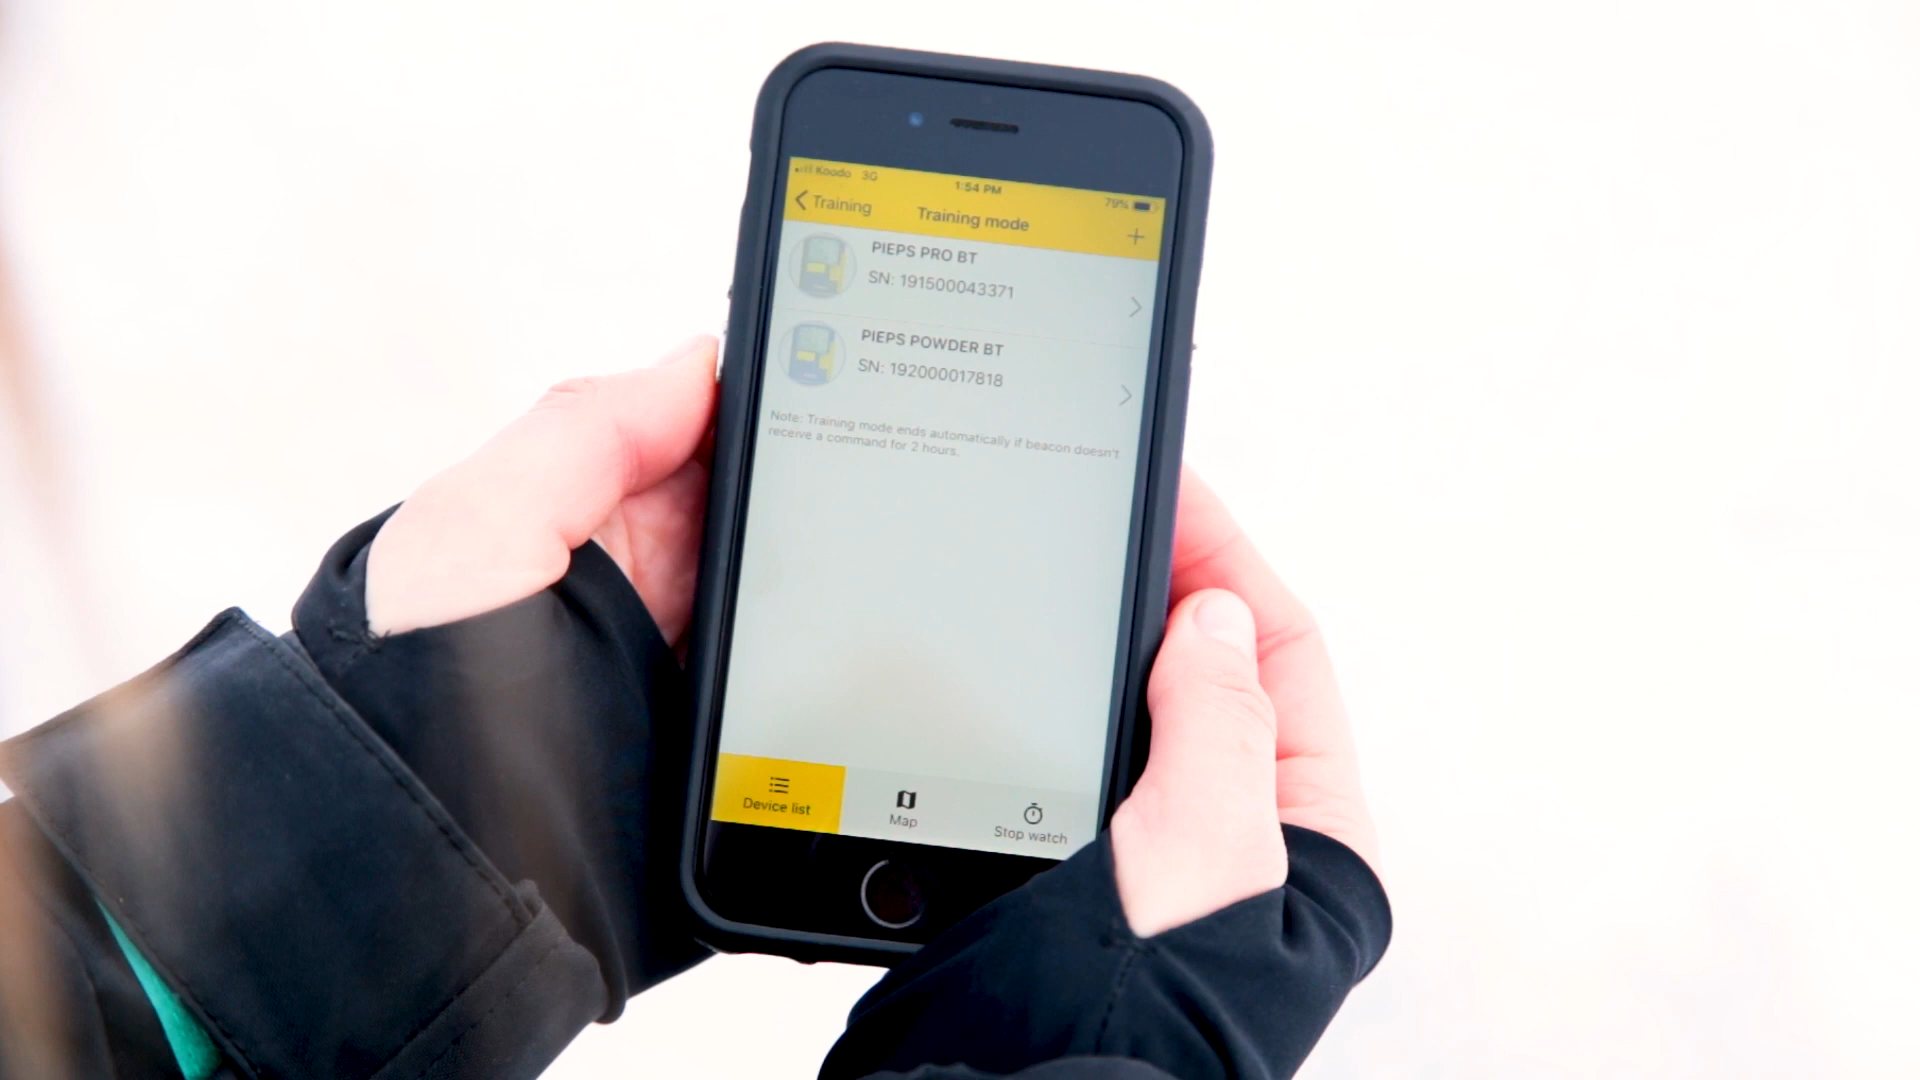 Koodo 3G 1:54 PM 79%
Training Training mode +
PIEPS PRO BT
SN: 191500043371
PIEPS POWDER BT
SN: 192000017818
Note: Training mode ends automatically if beacon doesn't
receive a command for 2 hours.
Device list Map Stop watch